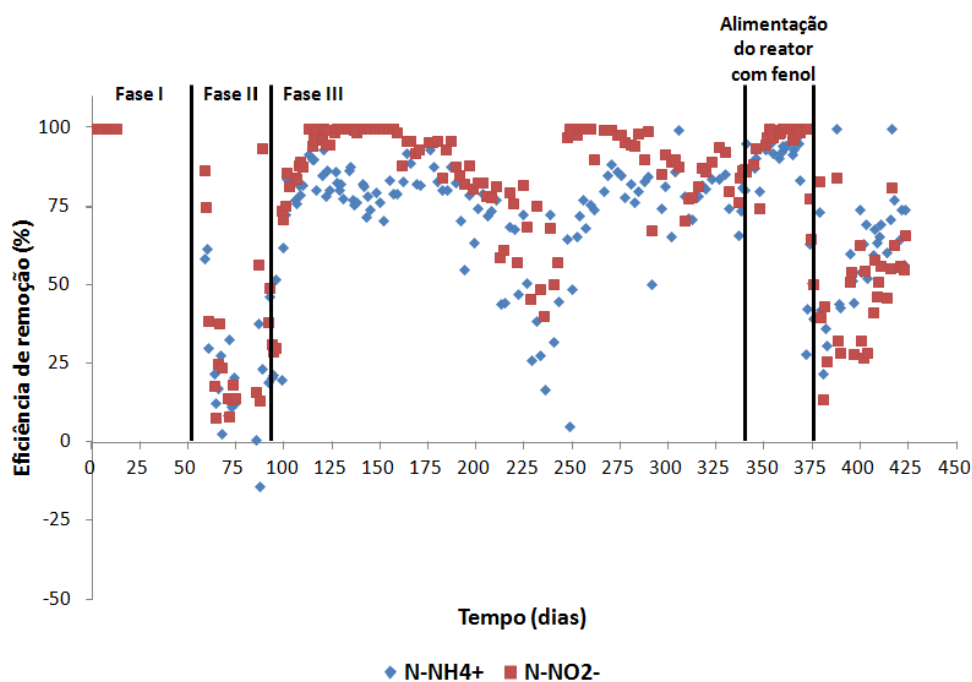 Alimentação
do reator
com fenol
Fase I Fase II Fase III
Eficiência de remoção (%)
100
75
50
25
0
-25
-50
0 25 50 75 100 125 150 175 200 225 250 275 300 325 350 375 400 425 450
Tempo (dias)
N-NH4+ N-NO2-